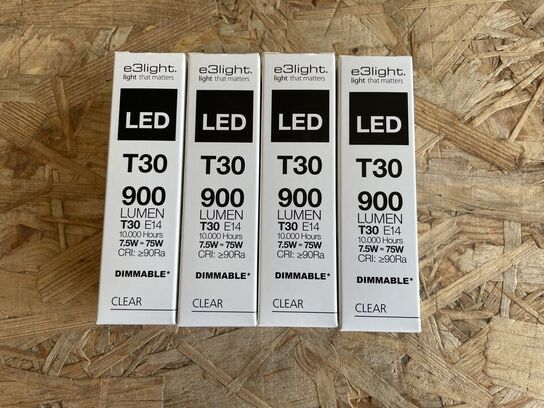 e3light.
light that matters
LED
T30
900
LUMEN
T30 E14
10.000 Hours
7.5W ≈ 75W
CRI: ≥90Ra
DIMMABLE*
CLEAR
e3light.
light that matters
LED
T30
900
LUMEN
T30 E14
10.000 Hours
7.5W ≈ 75W
CRI: ≥90Ra
DIMMABLE*
CLEAR
e3light.
light that matters
LED
T30
900
LUMEN
T30 E14
10.000 Hours
7.5W ≈ 75W
CRI: ≥90Ra
DIMMABLE*
CLEAR
e3light.
light that matters
LED
T30
900
LUMEN
T30 E14
10.000 Hours
7.5W ≈ 75W
CRI: ≥90Ra
DIMMABLE*
CLEAR